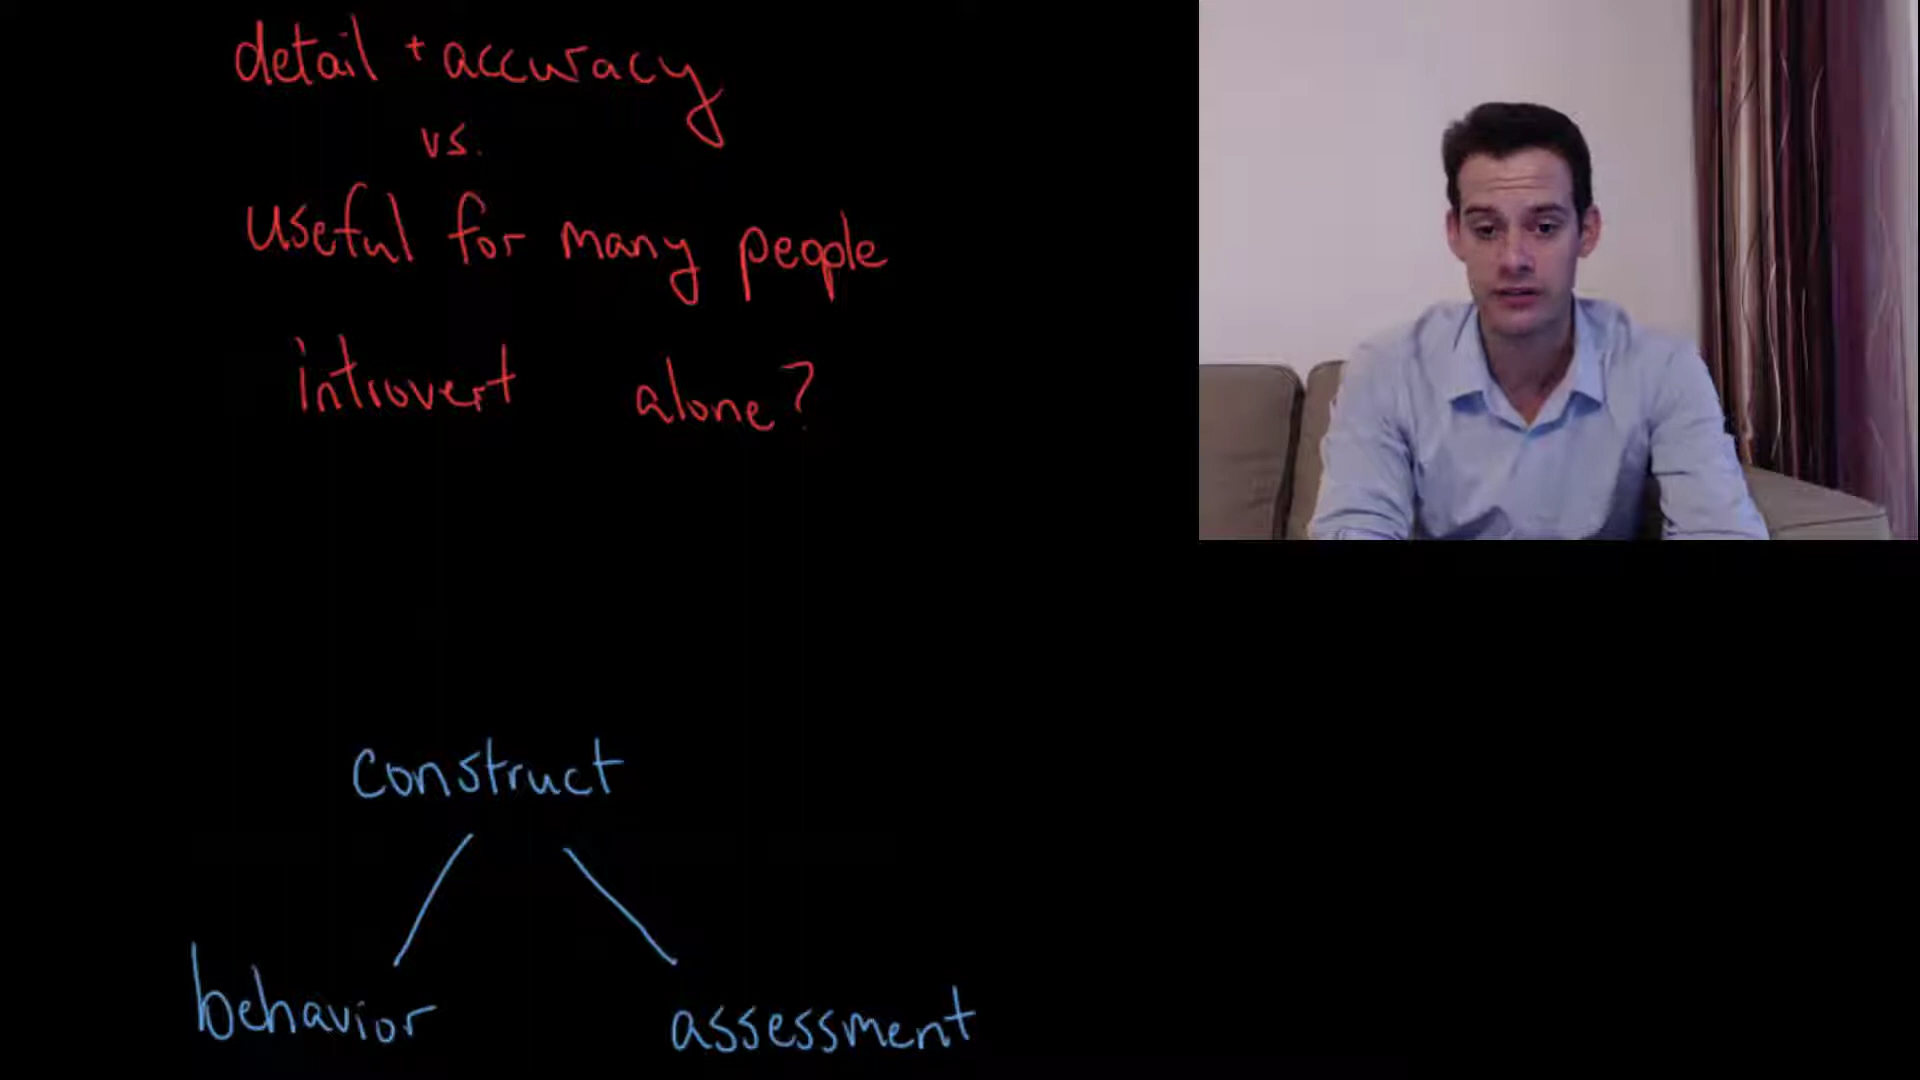 detail + accuracy
vs.
useful for many people
introvert alone?
construct
behavior assessment